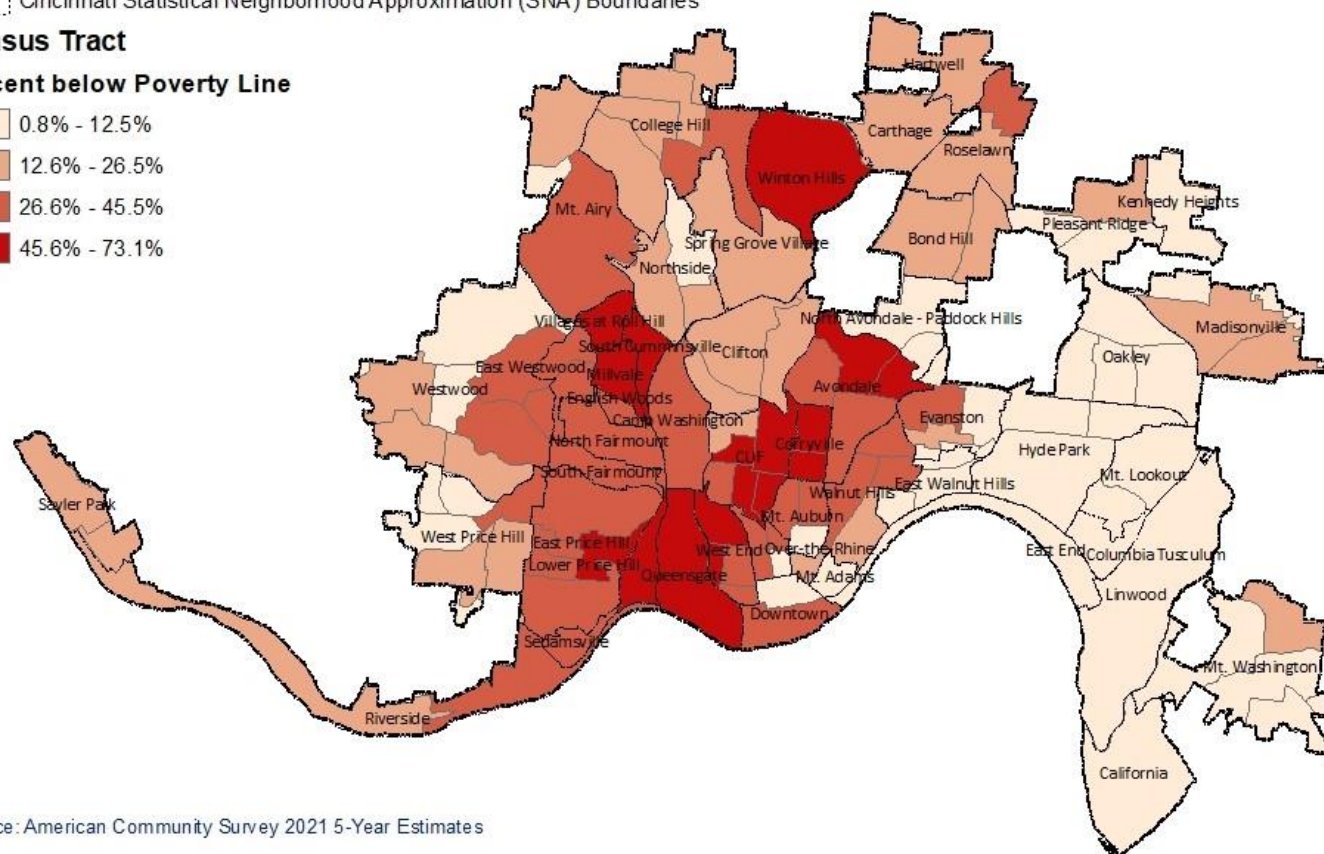 Cincinnati Statistical Neighborhood Approximation (SNA) Boundaries
sus Tract
cent below Poverty Line
0.8% - 12.5%
12.6% - 26.5%
26.6% - 45.5%
45.6% - 73.1%
Hartwell
College Hill
Carthage
Roselawn
Winton Hills
Mt. Airy
Kennedy Heights
Pleasant Ridge
Spring Grove Village
Bond Hill
Northside
Villages at Roll Hill
North Avondale - Paddock Hills
Madisonville
South Cumminsville
Clifton
Oakley
East Westwood
Millvale
Westwood
Avondale
English Woods
Camp Washington
Evanston
North Fairmount
CUF
Corryville
Hyde Park
South Fairmount
Mt. Lookout
East Walnut Hills
Walnut Hills
Sayler Park
Mt. Auburn
West Price Hill
East Price Hill
West End
Over-the-Rhine
East End
Columbia Tusculum
Lower Price Hill
Queensgate
Mt. Adams
Linwood
Downtown
Sedamsville
Mt. Washington
Riverside
California
ce: American Community Survey 2021 5-Year Estimates